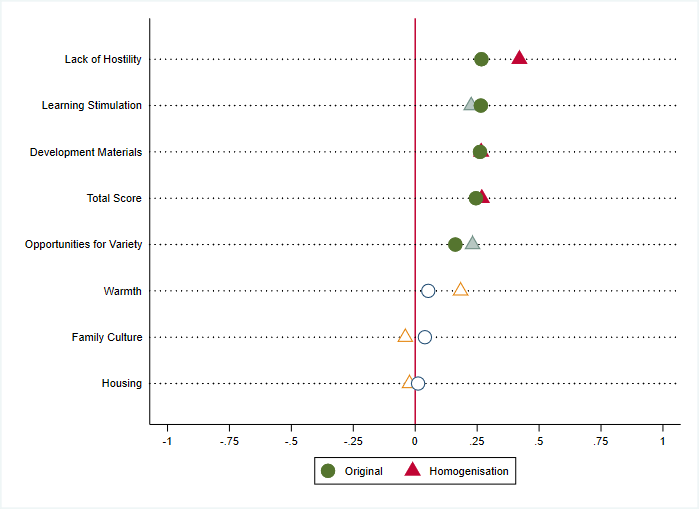 Lack of Hostility
Learning Stimulation
Development Materials
Total Score
Opportunities for Variety
Warmth
Family Culture
Housing
-1 -.75 -.5 -.25 0 .25 .5 .75 1
Original Homogenisation